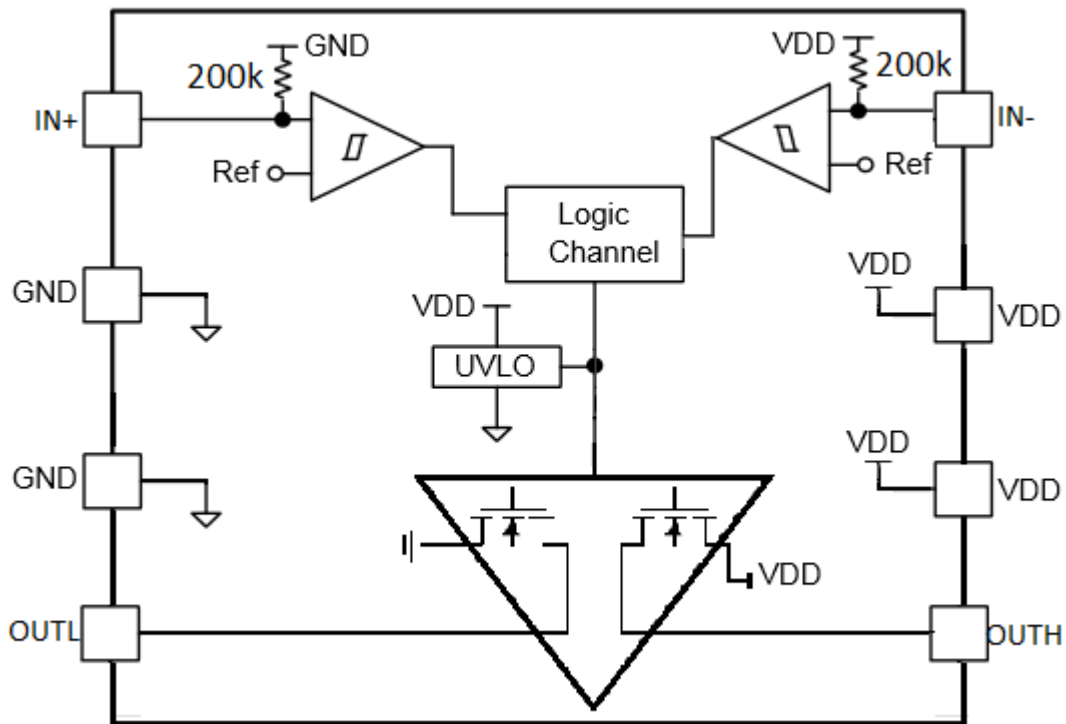 GND
VDD
200k
200k
IN+
IN-
Ref
Ref
Logic
Channel
GND
VDD
VDD
VDD
UVLO
GND
VDD
VDD
VDD
OUTL
OUTH